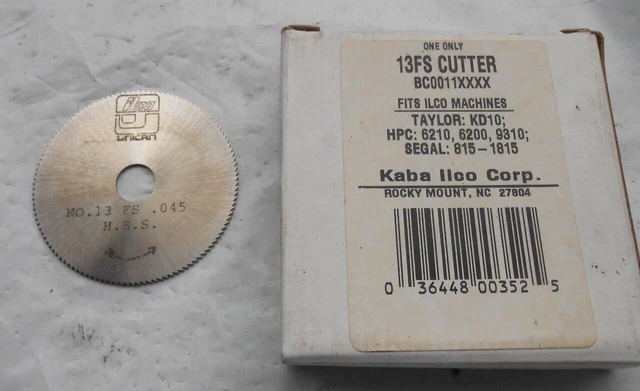 Ilco
UNICAN
NO.13 FS .045
H.S.S.
ONE ONLY
13FS CUTTER
BC0011XXXX
FITS ILCO MACHINES
TAYLOR: KD10;
HPC: 6210, 6200, 9310;
SEGAL: 815-1815
Kaba Ilco Corp.
ROCKY MOUNT, NC 27804
0 36448 00352 5